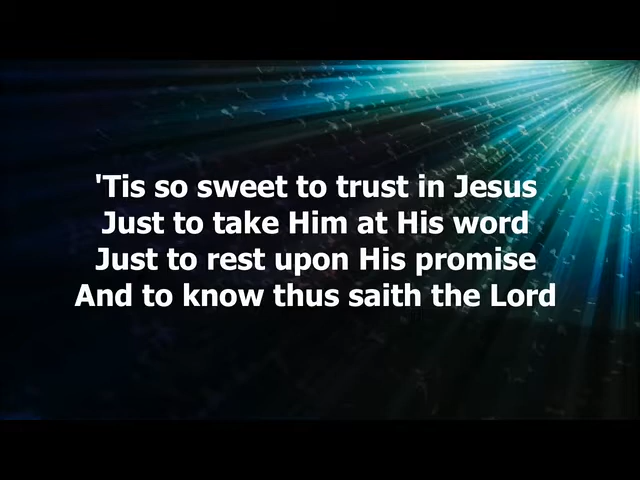 'Tis so sweet to trust in Jesus
Just to take Him at His word
Just to rest upon His promise
And to know thus saith the Lord